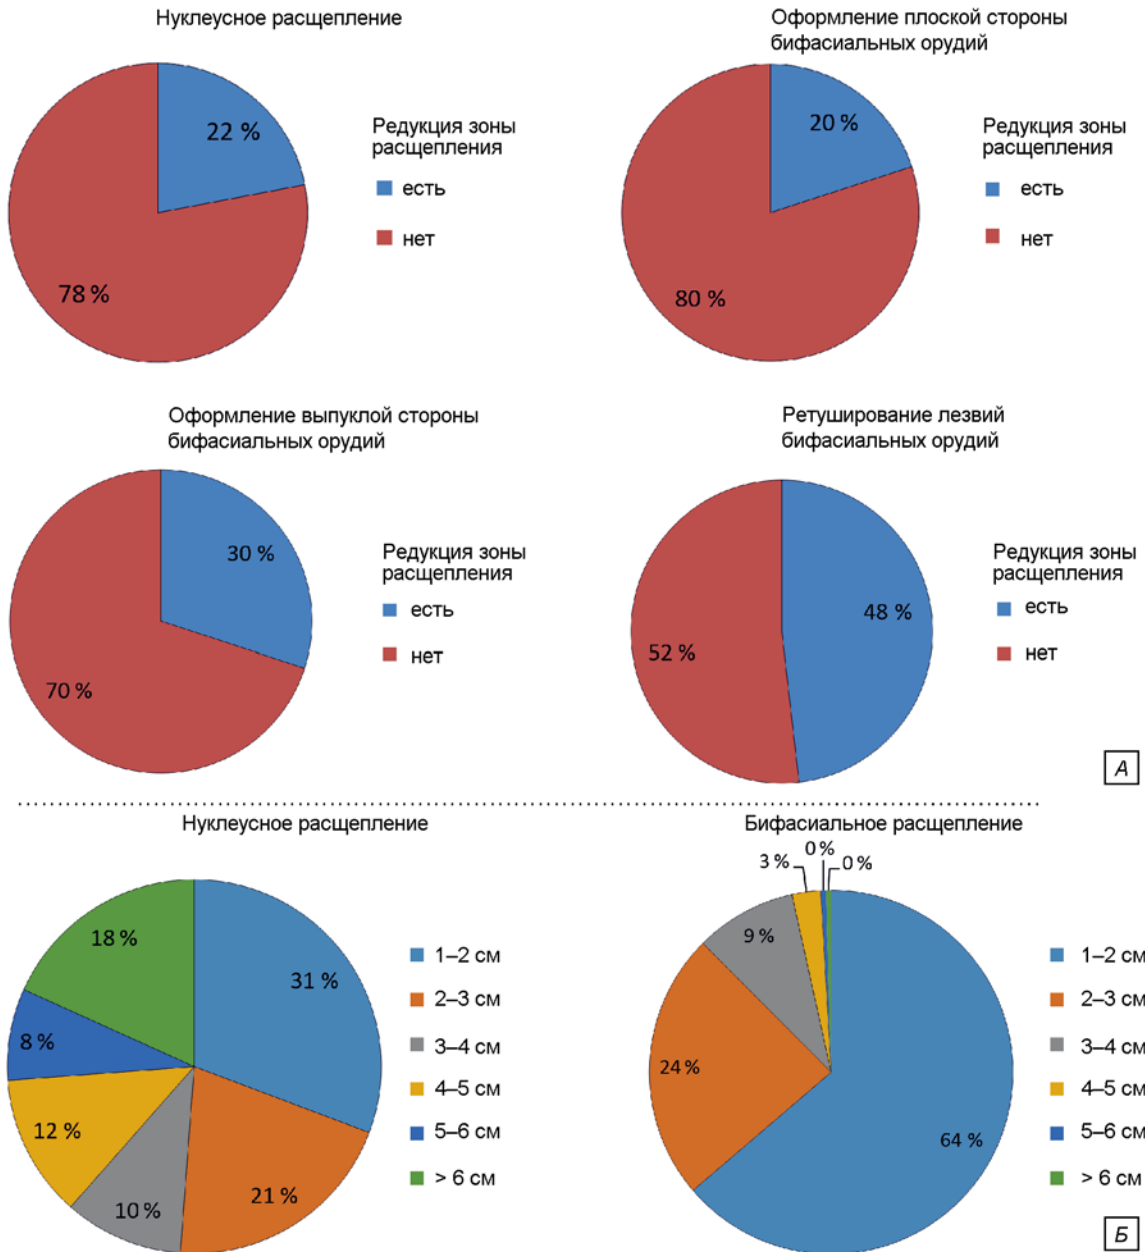 Нуклеусное расщепление
22 %
78 %
Редукция зоны
расщепления
есть
нет
Оформление плоской стороны
бифасиальных орудий
20 %
80 %
Редукция зоны
расщепления
есть
нет
Оформление выпуклой стороны
бифасиальных орудий
30 %
70 %
Редукция зоны
расщепления
есть
нет
Ретуширование лезвий
бифасиальных орудий
48 %
52 %
Редукция зоны
расщепления
есть
нет
А
Нуклеусное расщепление
18 %
31 %
8 %
12 %
10 %
21 %
1–2 см
2–3 см
3–4 см
4–5 см
5–6 см
> 6 см
Бифасиальное расщепление
0 %
3 %
0 %
9 %
24 %
64 %
1–2 см
2–3 см
3–4 см
4–5 см
5–6 см
> 6 см
Б